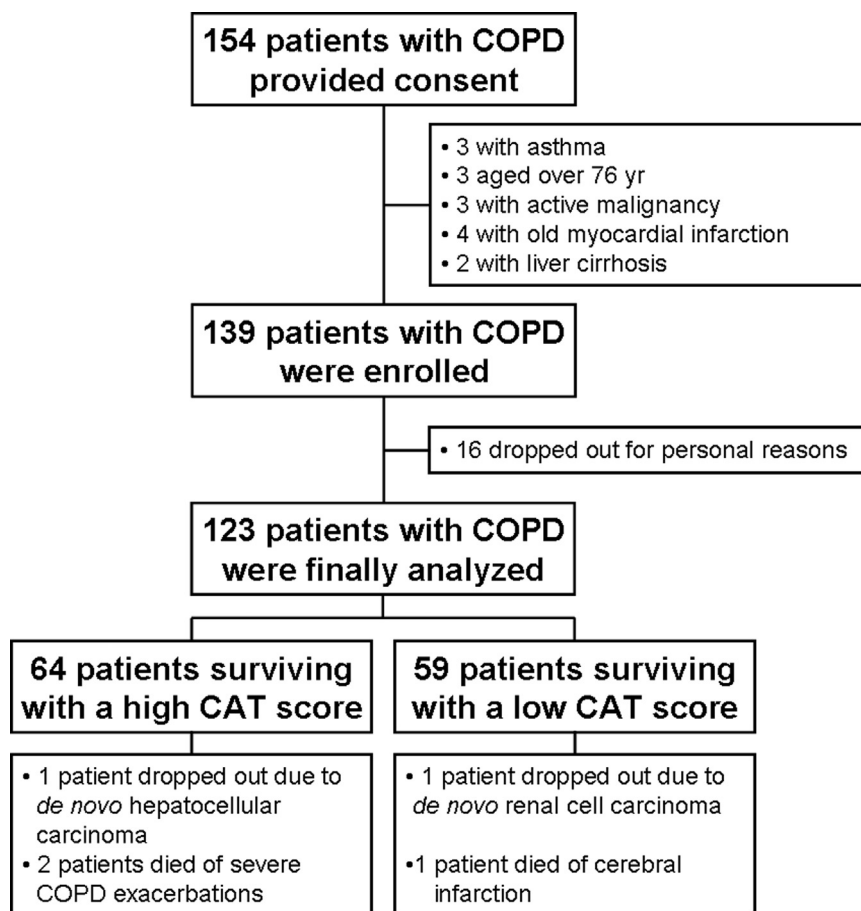 154 patients with COPD
provided consent
• 3 with asthma
• 3 aged over 76 yr
• 3 with active malignancy
• 4 with old myocardial infarction
• 2 with liver cirrhosis
139 patients with COPD
were enrolled
• 16 dropped out for personal reasons
123 patients with COPD
were finally analyzed
64 patients surviving
with a high CAT score
59 patients surviving
with a low CAT score
• 1 patient dropped out due to
de novo hepatocellular
carcinoma
• 2 patients died of severe
COPD exacerbations
• 1 patient dropped out due to
de novo renal cell carcinoma
•1 patient died of cerebral
infarction